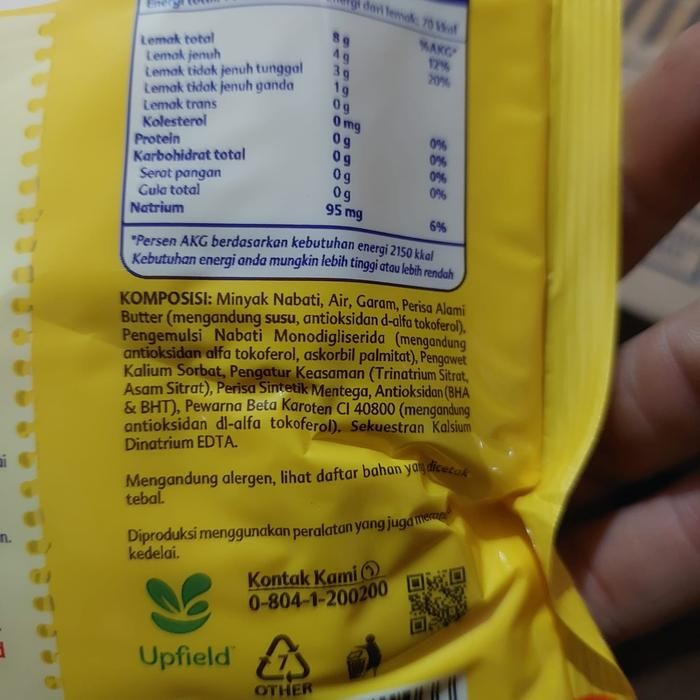 Energi dari lemak: 70 kkal
%AKG*
Lemak total 8 g 12%
Lemak jenuh 4 g 20%
Lemak tidak jenuh tunggal 3 g
Lemak tidak jenuh ganda 1 g
Lemak trans 0 g
Kolesterol 0 mg 0%
Protein 0 g 0%
Karbohidrat total 0 g 0%
Serat pangan 0 g 0%
Gula total 0 g
Natrium 95 mg 6%
*Persen AKG berdasarkan kebutuhan energi 2150 kkal
Kebutuhan energi anda mungkin lebih tinggi atau lebih rendah
KOMPOSISI: Minyak Nabati, Air, Garam, Perisa Alami
Butter (mengandung susu, antioksidan d-alfa tokoferol),
Pengemulsi Nabati Monodigliserida (mengandung
antioksidan alfa tokoferol, askorbil palmitat), Pengawet
Kalium Sorbat, Pengatur Keasaman (Trinatrium Sitrat,
Asam Sitrat), Perisa Sintetik Mentega, Antioksidan (BHA
& BHT), Pewarna Beta Karoten CI 40800 (mengandung
antioksidan dl-alfa tokoferol), Sekuestran Kalsium
Dinatrium EDTA.
Mengandung alergen, lihat daftar bahan yang dicetak
tebal.
Diproduksi menggunakan peralatan yang juga
kedelai.
Kontak Kami
0-804-1-200200
Upfield
7
OTHER